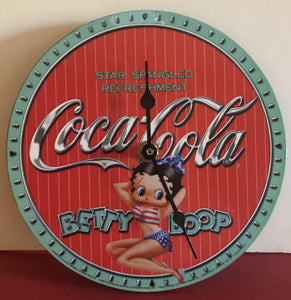 STAR SPANGLED
REFRESHMENT
Coca-Cola
BETTY BOOP